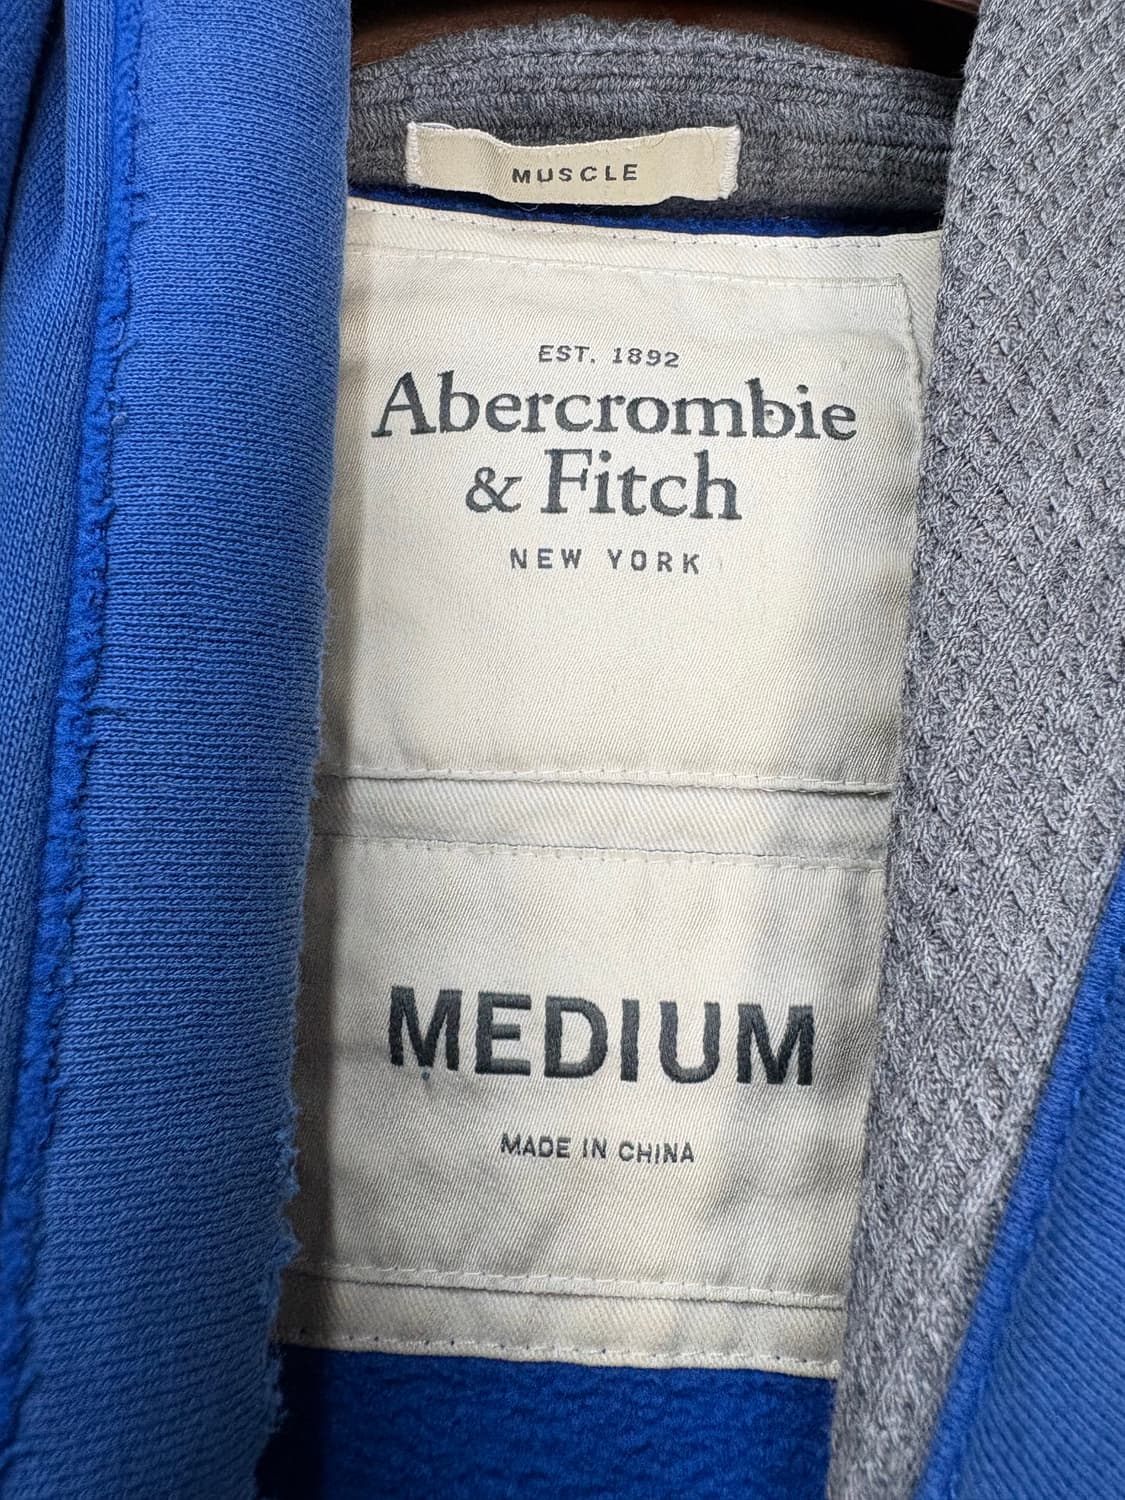 MUSCLE
EST. 1892
Abercrombie
& Fitch
NEW YORK
MEDIUM
MADE IN CHINA